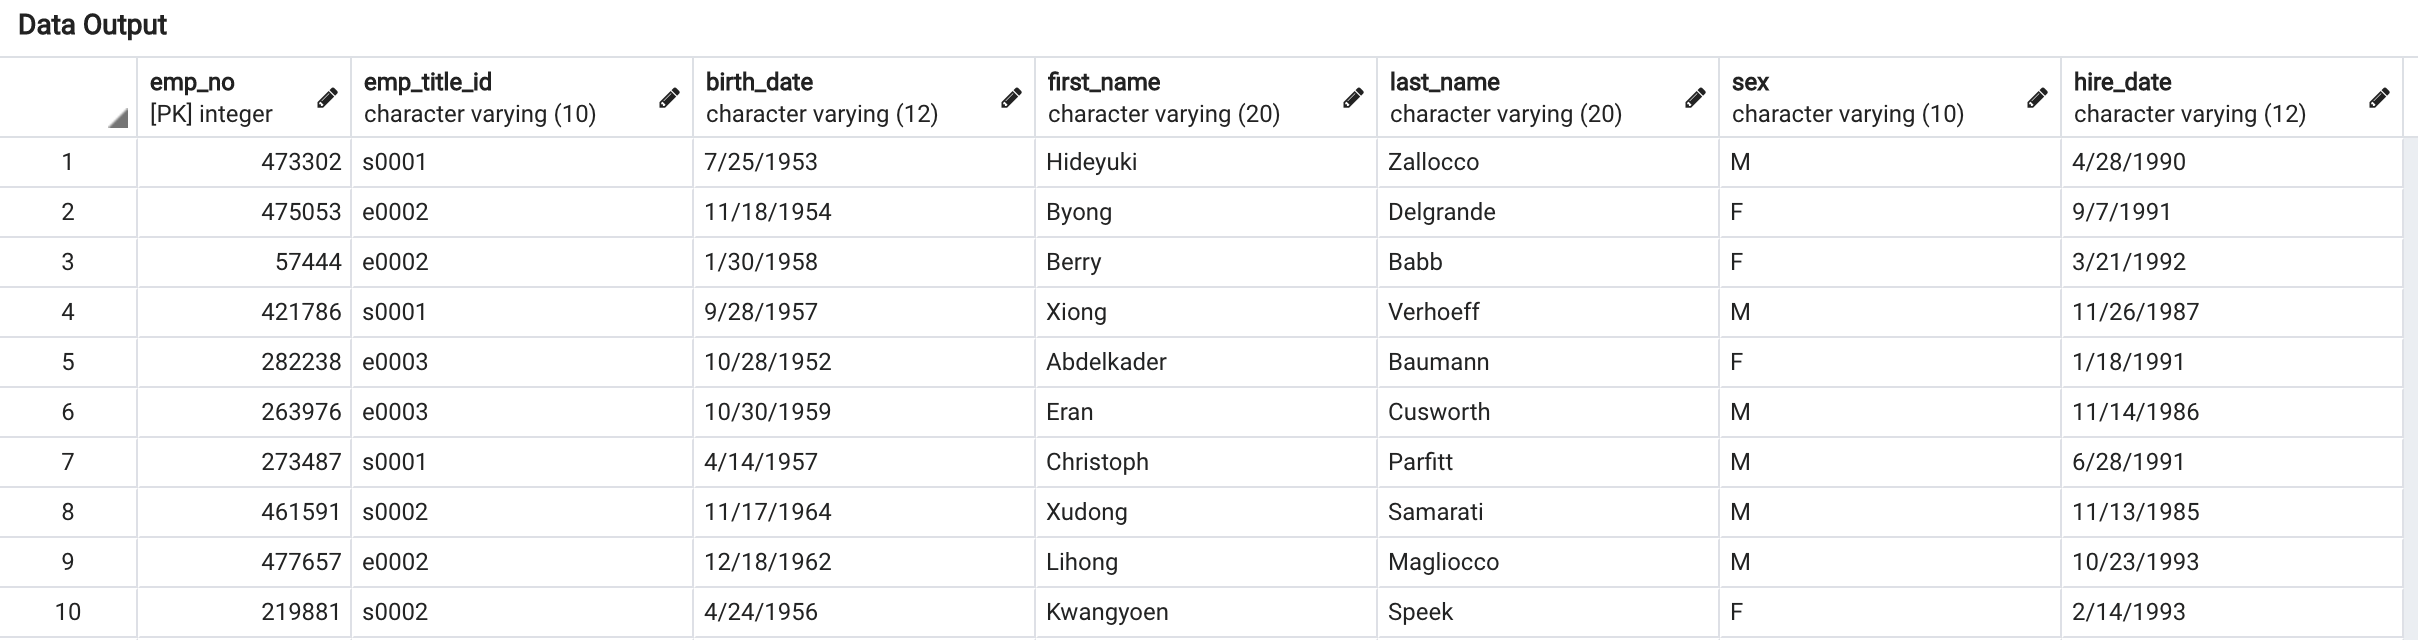 Data Output
emp_no emp_title_id birth_date first_name last_name sex hire_date
[PK] integer character varying (10) character varying (12) character varying (20) character varying (20) character varying (10) character varying (12)
1 473302 s0001 7/25/1953 Hideyuki Zallocco M 4/28/1990
2 475053 e0002 11/18/1954 Byong Delgrande F 9/7/1991
3 57444 e0002 1/30/1958 Berry Babb F 3/21/1992
4 421786 s0001 9/28/1957 Xiong Verhoeff M 11/26/1987
5 282238 e0003 10/28/1952 Abdelkader Baumann F 1/18/1991
6 263976 e0003 10/30/1959 Eran Cusworth M 11/14/1986
7 273487 s0001 4/14/1957 Christoph Parfitt M 6/28/1991
8 461591 s0002 11/17/1964 Xudong Samarati M 11/13/1985
9 477657 e0002 12/18/1962 Lihong Magliocco M 10/23/1993
10 219881 s0002 4/24/1956 Kwangyoen Speek F 2/14/1993